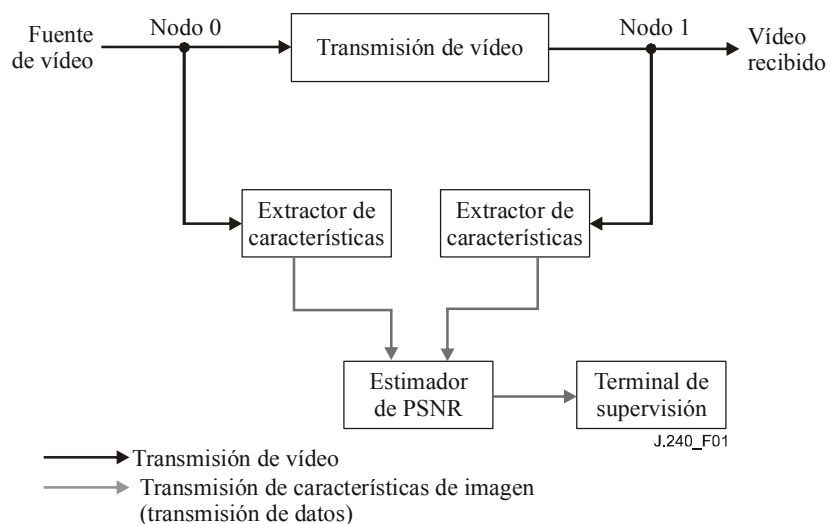 Fuente
de vídeo
Nodo 0
Transmisión de vídeo
Nodo 1
Vídeo
recibido
Extractor de
características
Extractor de
características
Estimador
de PSNR
Terminal de
supervisión
J.240_F01
Transmisión de vídeo
Transmisión de características de imagen
(transmisión de datos)